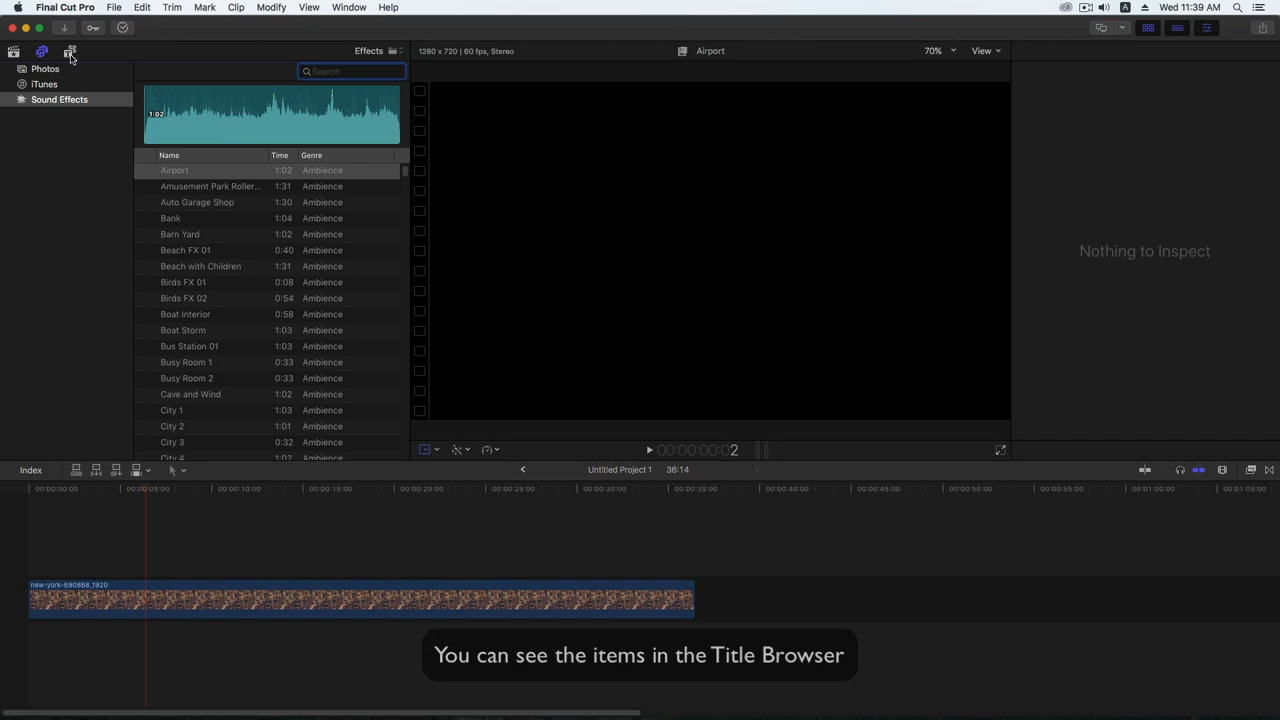 Final Cut Pro File Edit Trim Mark Clip Modify View Window Help A Wed 11:39 AM
Effects 1280 x 720 | 60 fps, Stereo Airport 70% View
Photos
iTunes
Sound Effects
Search
1:02
Name Time Genre
Airport 1:02 Ambience
Amusement Park Roller... 1:31 Ambience
Auto Garage Shop 1:30 Ambience
Bank 1:04 Ambience
Barn Yard 1:02 Ambience
Beach FX 01 0:40 Ambience
Beach with Children 1:31 Ambience
Birds FX 01 0:08 Ambience
Birds FX 02 0:54 Ambience
Boat Interior 0:58 Ambience
Boat Storm 1:03 Ambience
Bus Station 01 1:03 Ambience
Busy Room 1 0:33 Ambience
Busy Room 2 0:33 Ambience
Cave and Wind 1:02 Ambience
City 1 1:03 Ambience
City 2 1:01 Ambience
City 3 0:32 Ambience
City 4 1:02 Ambience
Nothing to Inspect
00:00:00:02
Index Untitled Project 1 36:14
00:00:00:00 00:00:05:00 00:00:10:00 00:00:15:00 00:00:20:00 00:00:25:00 00:00:30:00 00:00:35:00 00:00:40:00 00:00:45:00 00:00:50:00 00:00:55:00 00:01:00:00 00:01:05:00
new-york-690868_1920
You can see the items in the Title Browser